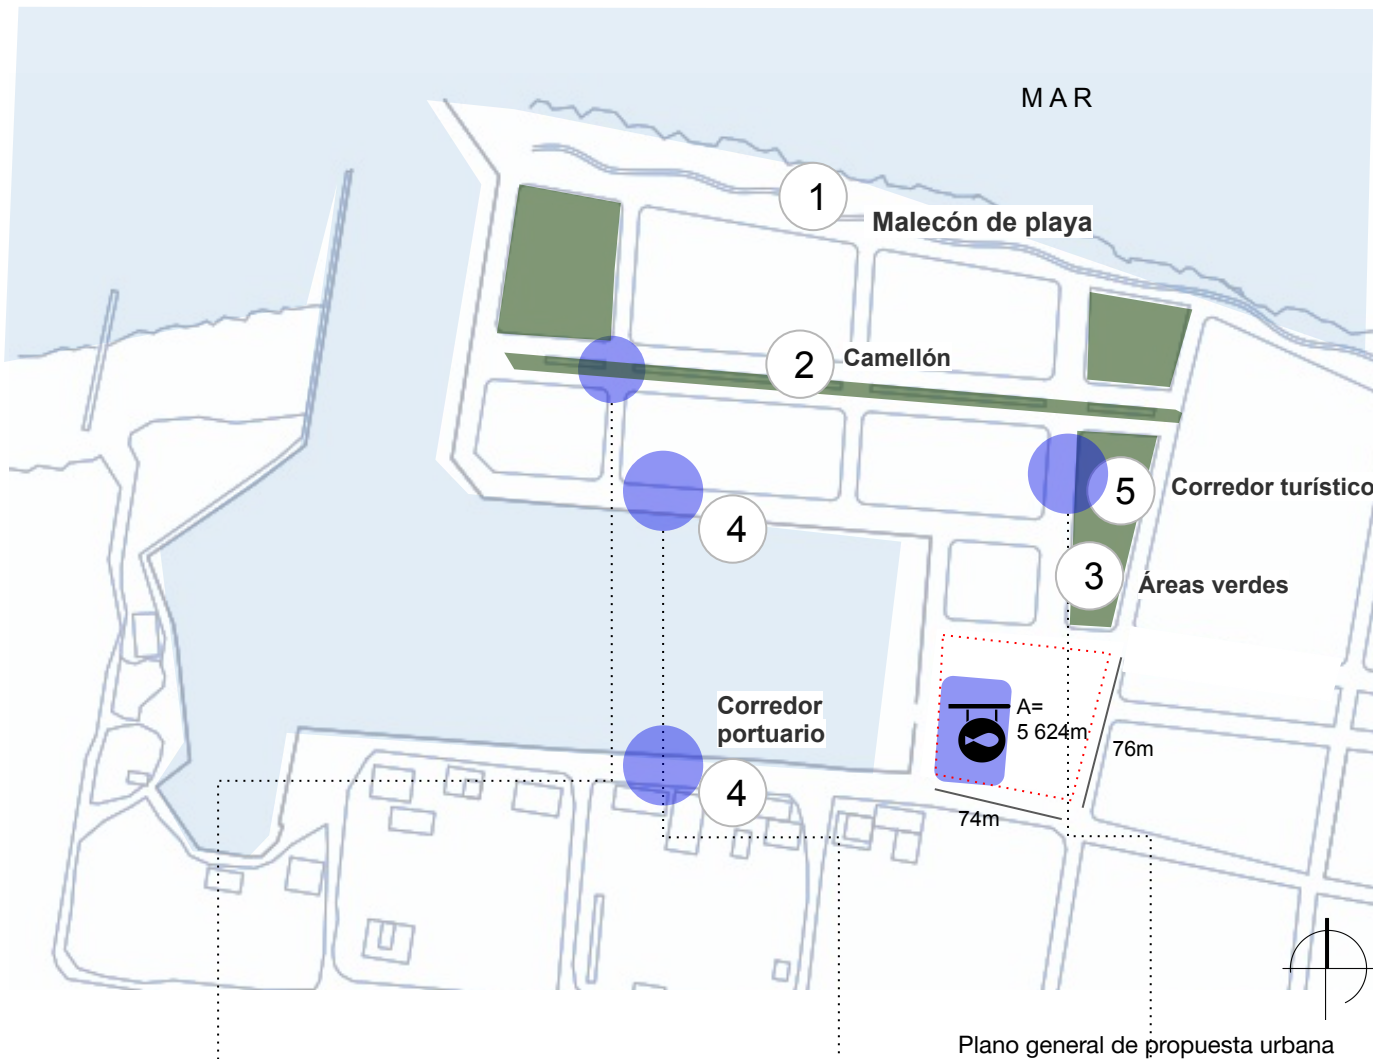 MAR
1
Malecón de playa
2
Camellón
5
Corredor turístico
4
3
Áreas verdes
Corredor
portuario
A=
5 624m
76m
4
74m
Plano general de propuesta urbana